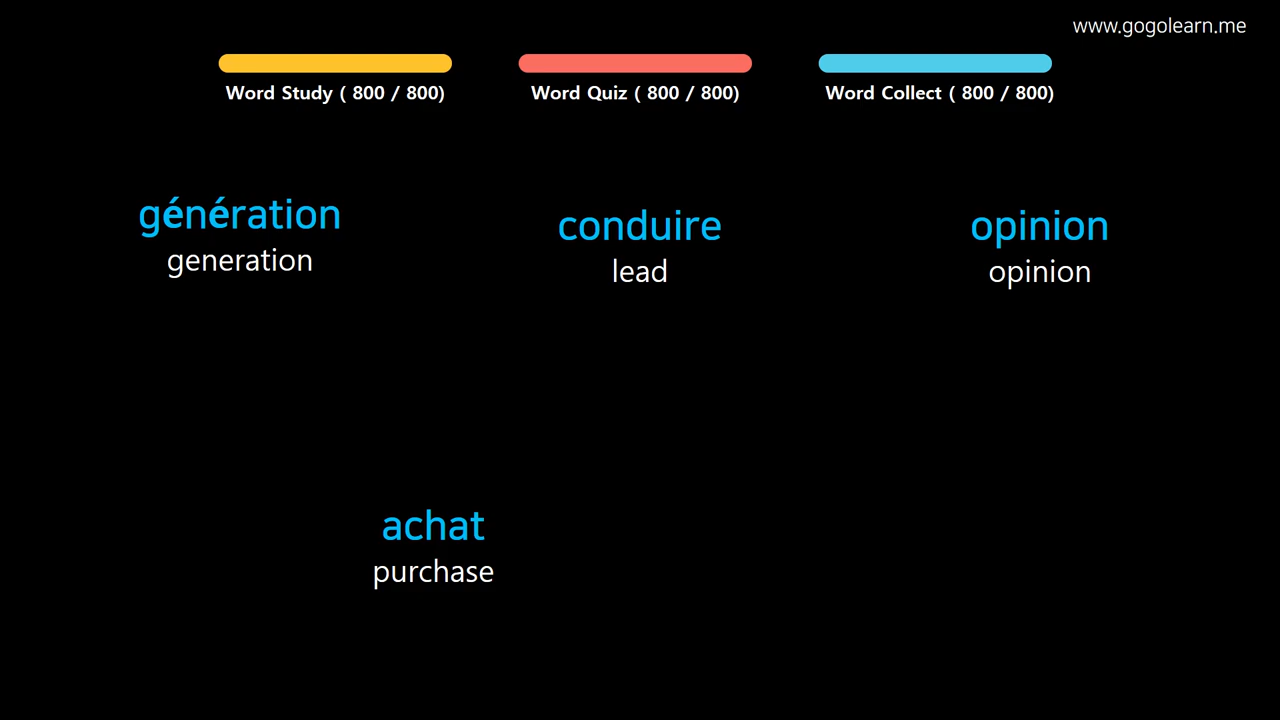 www.gogolearn.me
Word Study ( 800 / 800)
Word Quiz ( 800 / 800)
Word Collect ( 800 / 800)
génération
generation
conduire
lead
opinion
opinion
achat
purchase